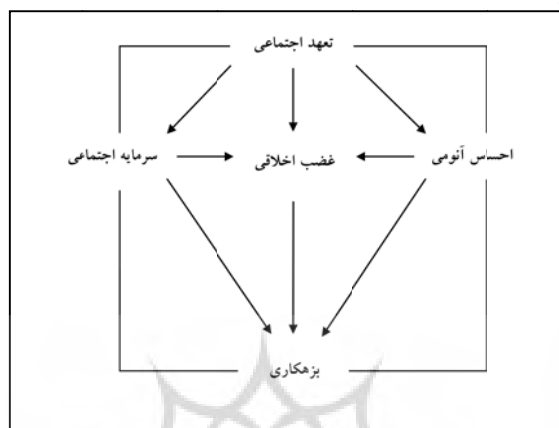 تعهد اجتماعی
احساس آنومی
غضب اخلاقی
سرمایه اجتماعی
بزهکاری